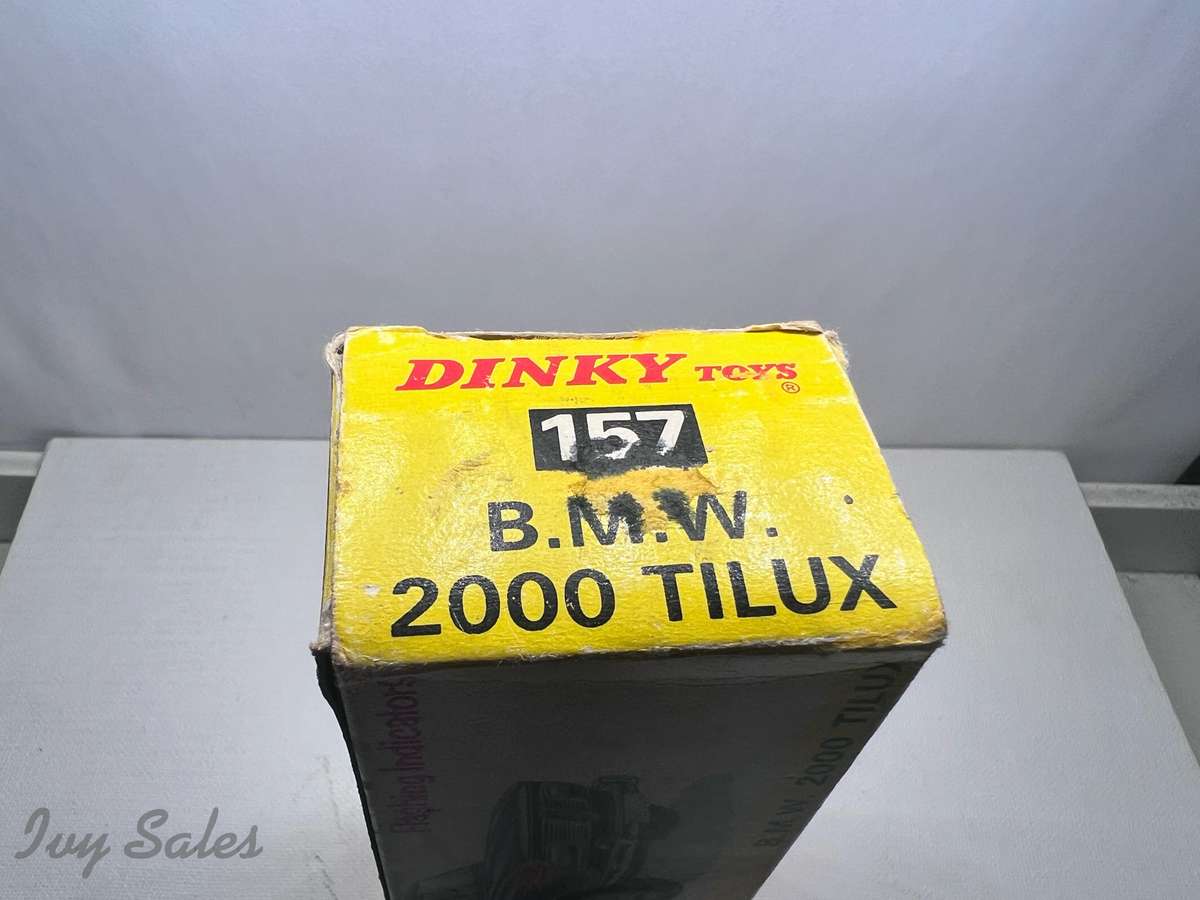 DINKY TOYS®
157
B.M.W.
2000 TILUX
Flashing Indicators
B.M.W. 2000 TILUX
Ivy Sales